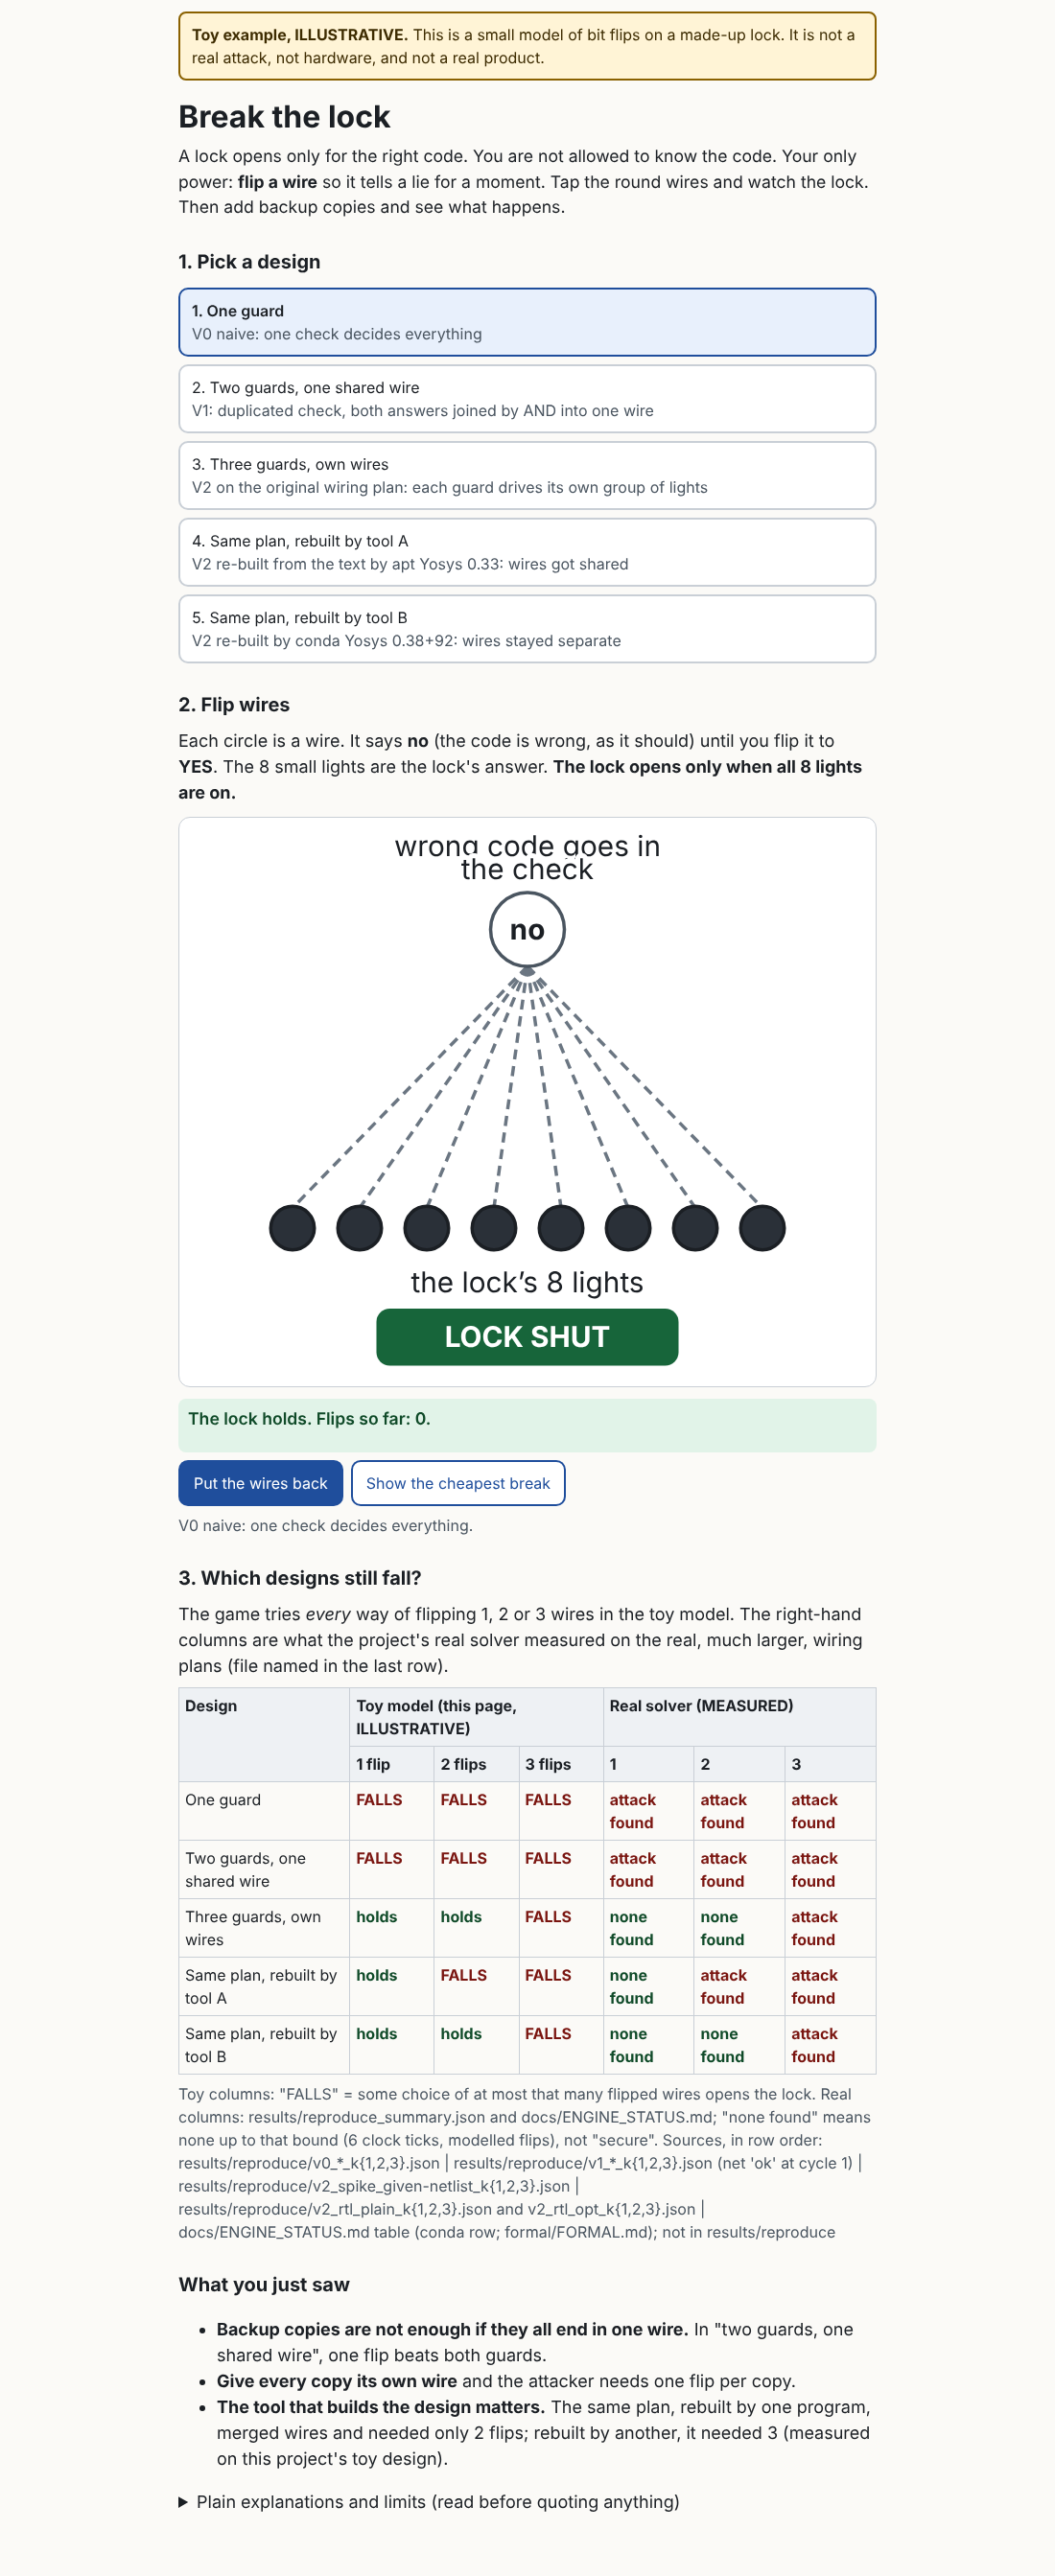 Toy example, ILLUSTRATIVE. This is a small model of bit flips on a made-up lock. It is not a
real attack, not hardware, and not a real product.
Break the lock
A lock opens only for the right code. You are not allowed to know the code. Your only
power: flip a wire so it tells a lie for a moment. Tap the round wires and watch the lock.
Then add backup copies and see what happens.
1. Pick a design
1. One guard
V0 naive: one check decides everything
2. Two guards, one shared wire
V1: duplicated check, both answers joined by AND into one wire
3. Three guards, own wires
V2 on the original wiring plan: each guard drives its own group of lights
4. Same plan, rebuilt by tool A
V2 re-built from the text by apt Yosys 0.33: wires got shared
5. Same plan, rebuilt by tool B
V2 re-built by conda Yosys 0.38+92: wires stayed separate
2. Flip wires
Each circle is a wire. It says no (the code is wrong, as it should) until you flip it to
YES. The 8 small lights are the lock's answer. The lock opens only when all 8 lights
are on.
wrong code goes in
the check
no
the lock’s 8 lights
LOCK SHUT
The lock holds. Flips so far: 0.
Put the wires back Show the cheapest break
V0 naive: one check decides everything.
3. Which designs still fall?
The game tries every way of flipping 1, 2 or 3 wires in the toy model. The right-hand
columns are what the project's real solver measured on the real, much larger, wiring
plans (file named in the last row).
Design Toy model (this page, ILLUSTRATIVE) Real solver (MEASURED)
1 flip 2 flips 3 flips 1 2 3
One guard FALLS FALLS FALLS attack found attack found attack found
Two guards, one shared wire FALLS FALLS FALLS attack found attack found attack found
Three guards, own wires holds holds FALLS none found none found attack found
Same plan, rebuilt by tool A holds FALLS FALLS none found attack found attack found
Same plan, rebuilt by tool B holds holds FALLS none found none found attack found
Toy columns: "FALLS" = some choice of at most that many flipped wires opens the lock. Real
columns: results/reproduce_summary.json and docs/ENGINE_STATUS.md; "none found" means
none up to that bound (6 clock ticks, modelled flips), not "secure". Sources, in row order:
results/reproduce/v0_*_k{1,2,3}.json | results/reproduce/v1_*_k{1,2,3}.json (net 'ok' at cycle 1) |
results/reproduce/v2_spike_given-netlist_k{1,2,3}.json |
results/reproduce/v2_rtl_plain_k{1,2,3}.json and v2_rtl_opt_k{1,2,3}.json |
docs/ENGINE_STATUS.md table (conda row; formal/FORMAL.md); not in results/reproduce
What you just saw
• Backup copies are not enough if they all end in one wire. In "two guards, one
shared wire", one flip beats both guards.
• Give every copy its own wire and the attacker needs one flip per copy.
• The tool that builds the design matters. The same plan, rebuilt by one program,
merged wires and needed only 2 flips; rebuilt by another, it needed 3 (measured
on this project's toy design).
▶ Plain explanations and limits (read before quoting anything)